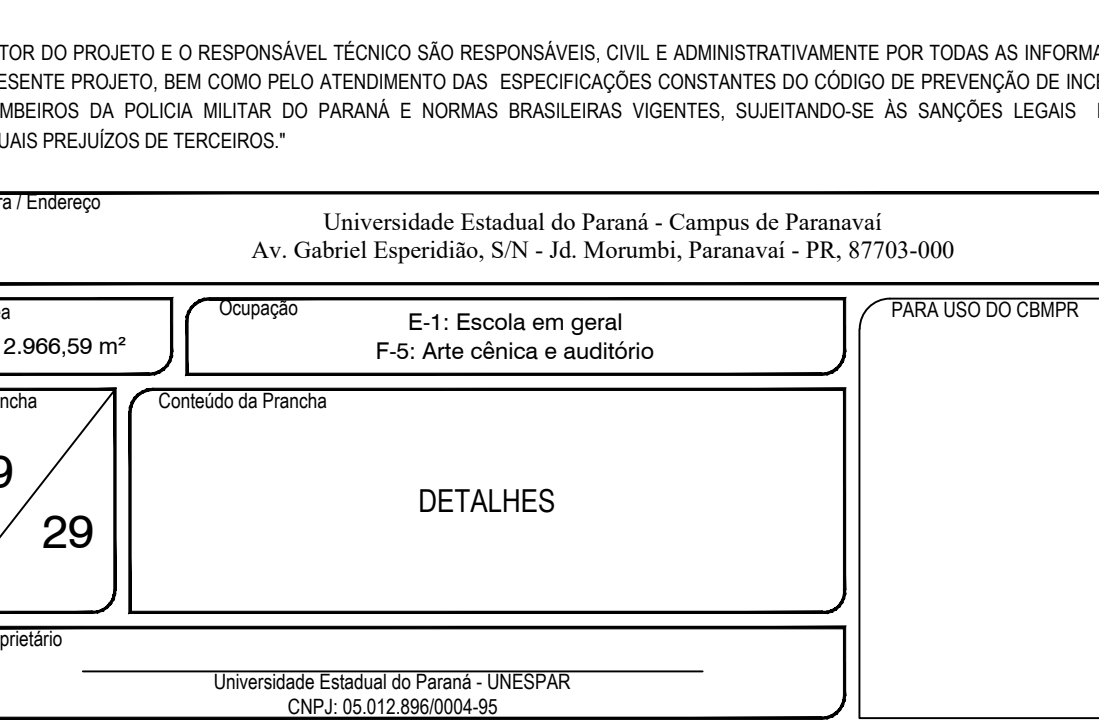 TOR DO PROJETO E O RESPONSÁVEL TÉCNICO SÃO RESPONSÁVEIS, CIVIL E ADMINISTRATIVAMENTE POR TODAS AS INFORMA
ESENTE PROJETO, BEM COMO PELO ATENDIMENTO DAS ESPECIFICAÇÕES CONSTANTES DO CÓDIGO DE PREVENÇÃO DE INCE
MBEIROS DA POLICIA MILITAR DO PARANÁ E NORMAS BRASILEIRAS VIGENTES, SUJEITANDO-SE ÀS SANÇÕES LEGAIS
UAIS PREJUÍZOS DE TERCEIROS."
ra / Endereço
Universidade Estadual do Paraná - Campus de Paranavaí
Av. Gabriel Esperidião, S/N - Jd. Morumbi, Paranavaí - PR, 87703-000
a
2.966,59 m²
Ocupação
E-1: Escola em geral
F-5: Arte cênica e auditório
PARA USO DO CBMPR
ncha
9
29
Conteúdo da Prancha
DETALHES
prietário
Universidade Estadual do Paraná - UNESPAR
CNPJ: 05.012.896/0004-95